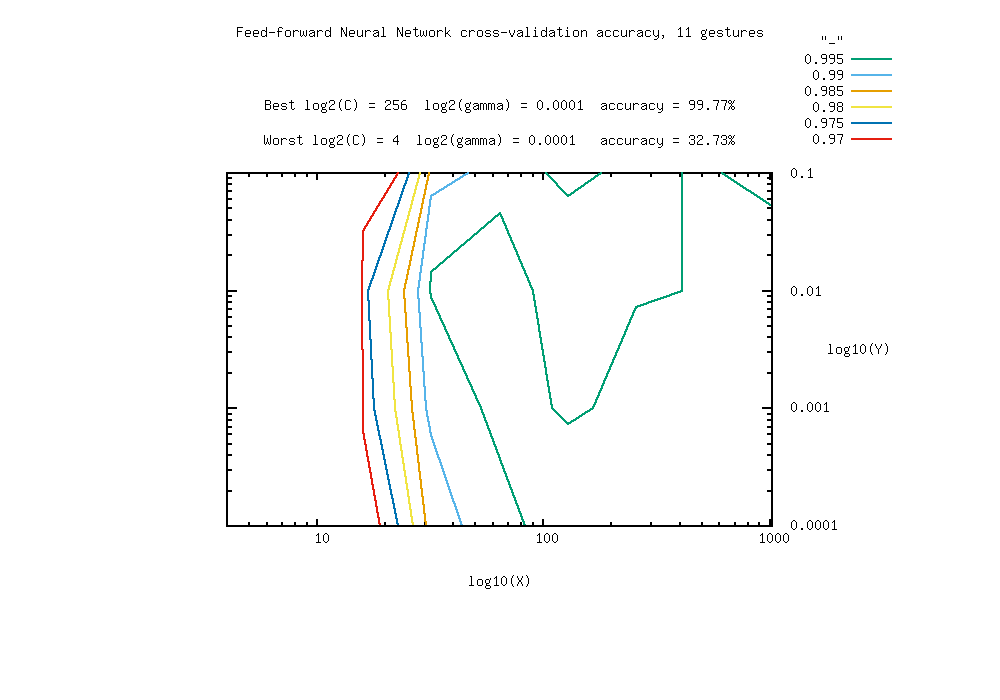 Feed-forward Neural Network cross-validation accuracy, 11 gestures
"_"
0.995
0.99
0.985
0.98
0.975
0.97
Best log2(C) = 256  log2(gamma) = 0.0001  accuracy = 99.77%
Worst log2(C) = 4  log2(gamma) = 0.0001   accuracy = 32.73%
0.1
0.01
log10(Y)
0.001
0.0001
10
100
1000
log10(X)